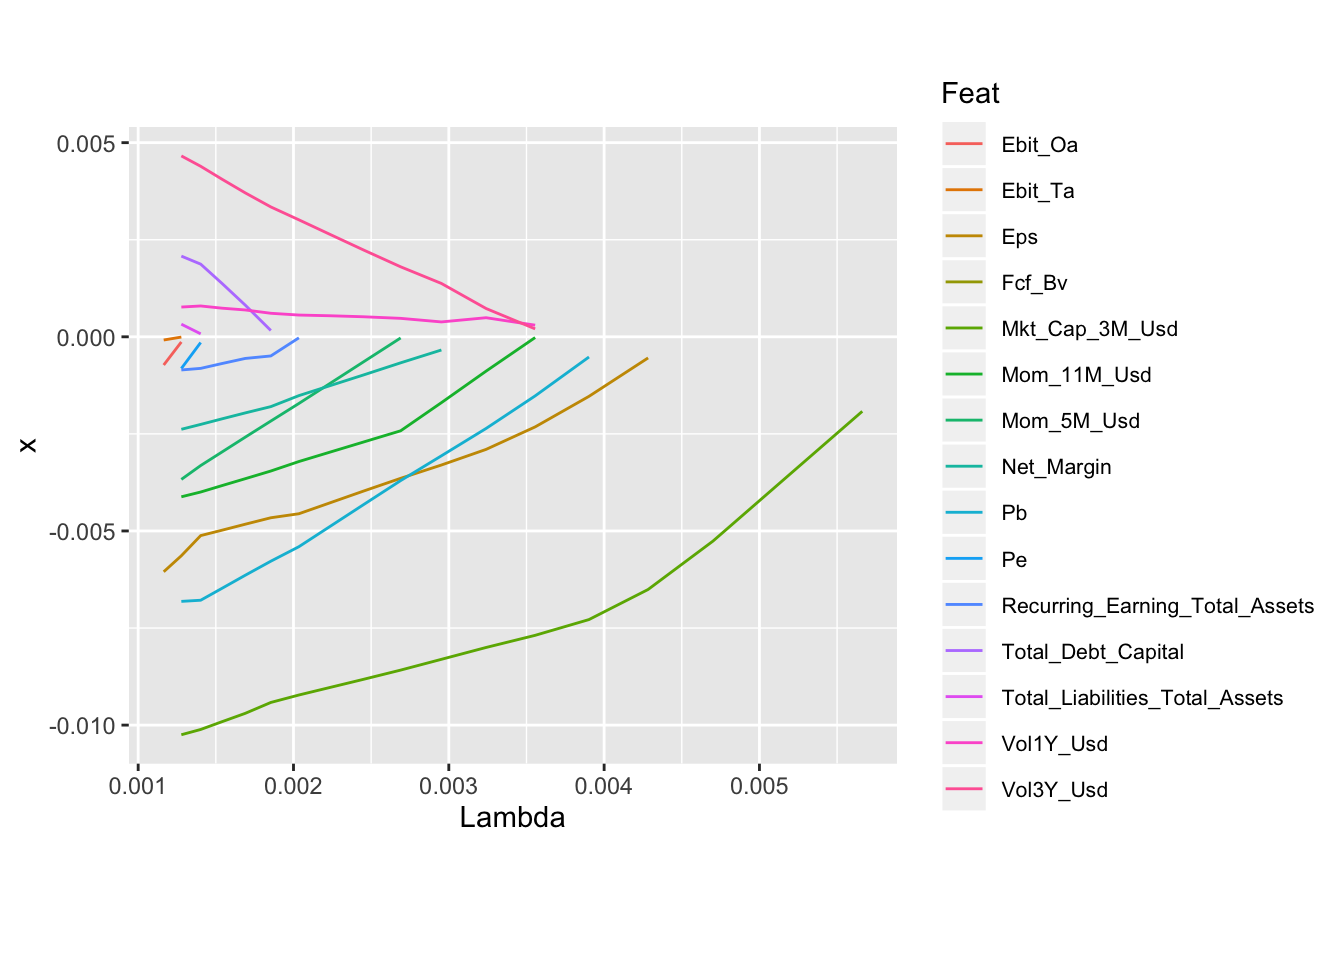 Feat
Ebit_Oa
Ebit_Ta
Eps
Fcf_Bv
Mkt_Cap_3M_Usd
Mom_11M_Usd
Mom_5M_Usd
Net_Margin
Pb
Pe
Recurring_Earning_Total_Assets
Total_Debt_Capital
Total_Liabilities_Total_Assets
Vol1Y_Usd
Vol3Y_Usd
0.005
0.000
-0.005
-0.010
x
0.001 0.002 0.003 0.004 0.005
Lambda